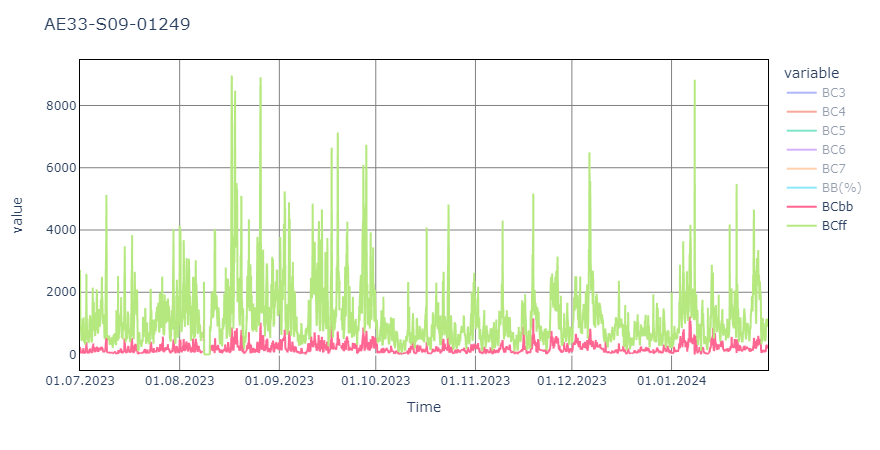 AE33-S09-01249
variable
BC3
BC4
BC5
BC6
BC7
BB(%)
BCbb
BCff
value
8000
6000
4000
2000
0
01.07.2023
01.08.2023
01.09.2023
01.10.2023
01.11.2023
01.12.2023
01.01.2024
Time